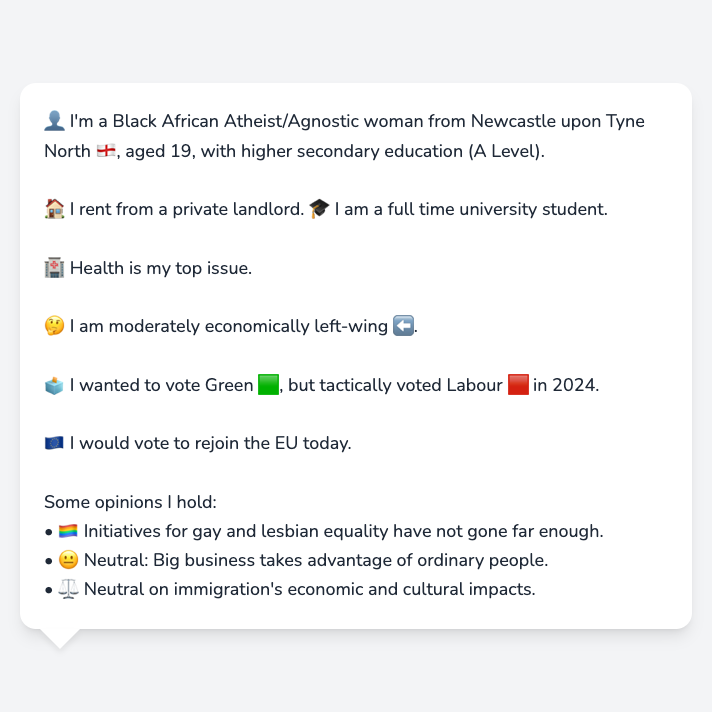 👤 I'm a Black African Atheist/Agnostic woman from Newcastle upon Tyne
North 🏴󠁧󠁢󠁥󠁮󠁧󠁿, aged 19, with higher secondary education (A Level).
🏠 I rent from a private landlord. 🎓 I am a full time university student.
🏥 Health is my top issue.
🤔 I am moderately economically left-wing ⬅️.
🗳️ I wanted to vote Green 🟩, but tactically voted Labour 🟥 in 2024.
🇪🇺 I would vote to rejoin the EU today.
Some opinions I hold:
• 🏳️‍🌈 Initiatives for gay and lesbian equality have not gone far enough.
• 😐 Neutral: Big business takes advantage of ordinary people.
• ⚖️ Neutral on immigration's economic and cultural impacts.